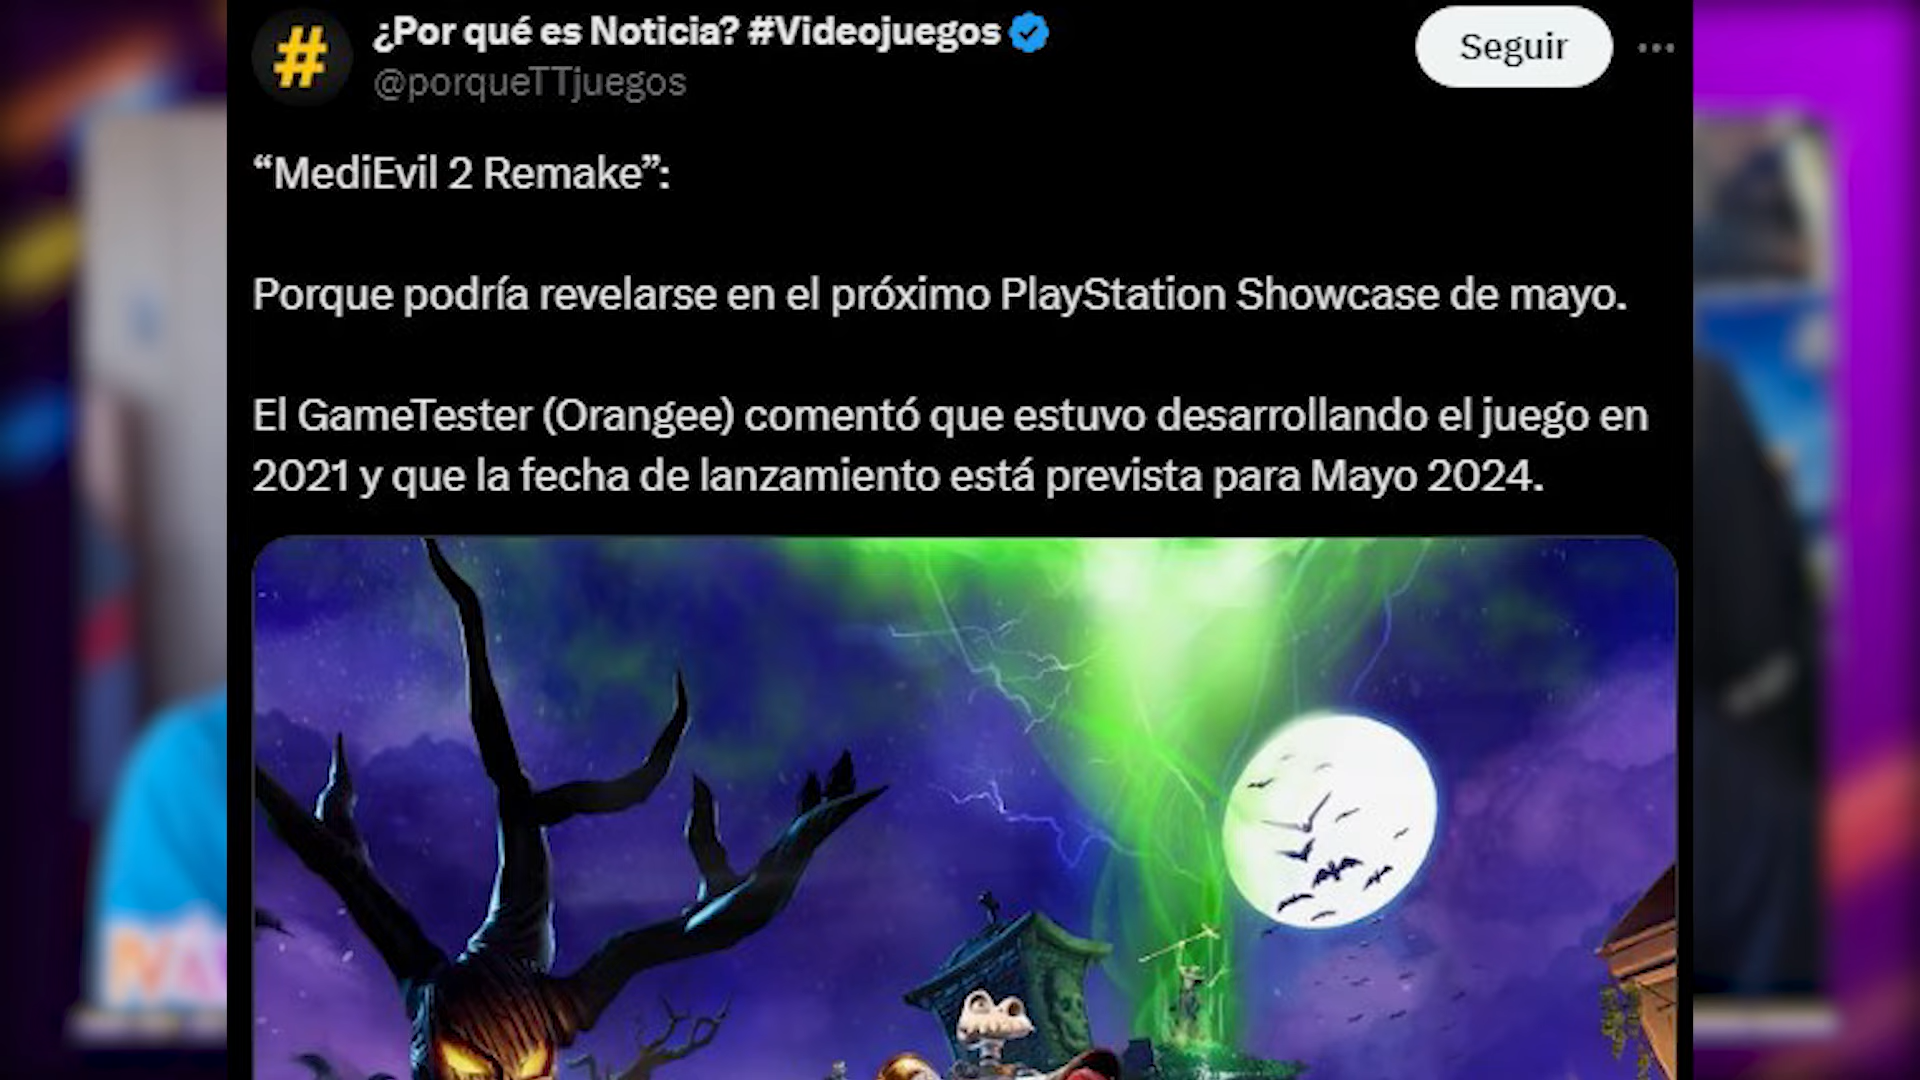 #
¿Por qué es Noticia? #Videojuegos
@porqueTTjuegos
Seguir
“MediEvil 2 Remake”:
Porque podría revelarse en el próximo PlayStation Showcase de mayo.
El GameTester (Orangee) comentó que estuvo desarrollando el juego en
2021 y que la fecha de lanzamiento está prevista para Mayo 2024.